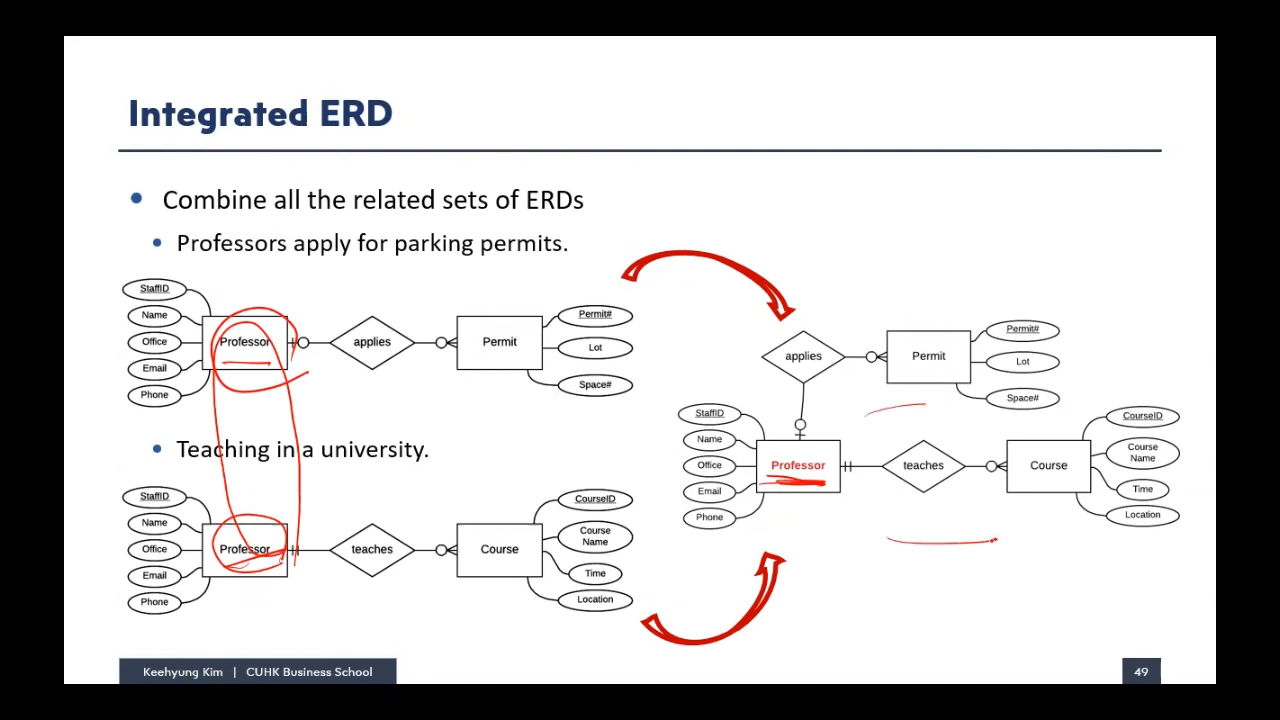 Integrated ERD
Combine all the related sets of ERDs
Professors apply for parking permits.
StaffID
Name
Office
Email
Phone
Professor
applies
Permit
Permit#
Lot
Space#
Teaching in a university.
StaffID
Name
Office
Email
Phone
Professor
teaches
Course
CourseID
Course
Name
Time
Location
applies
Permit
Permit#
Lot
Space#
StaffID
Name
Office
Email
Phone
Professor
teaches
Course
CourseID
Course
Name
Time
Location
Keehyung Kim | CUHK Business School
49